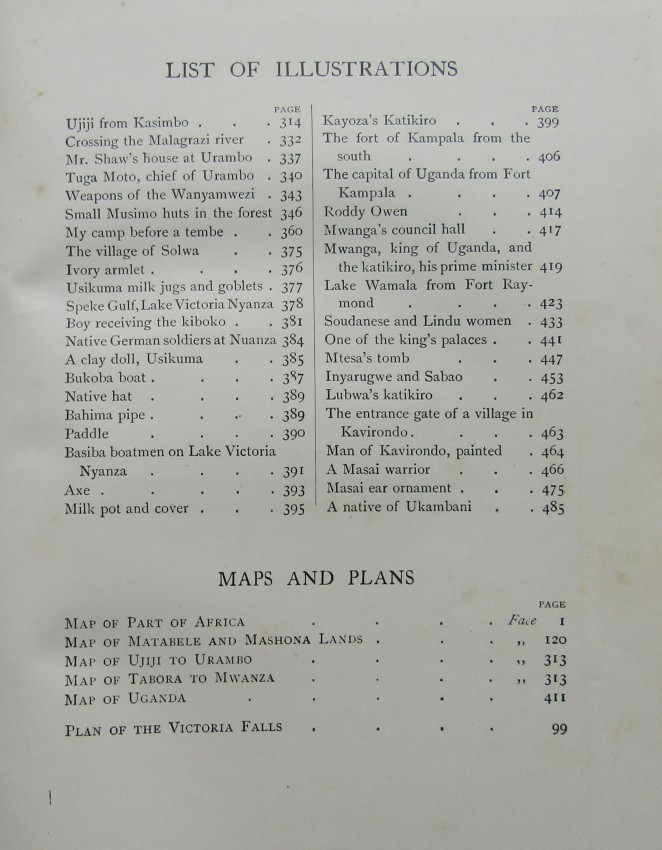 LIST OF ILLUSTRATIONS
PAGE
Ujiji from Kasimbo . . . 314
Crossing the Malagrazi river . 332
Mr. Shaw's house at Urambo . 337
Tuga Moto, chief of Urambo . 340
Weapons of the Wanyamwezi . 343
Small Musimo huts in the forest 346
My camp before a tembe . . 360
The village of Solwa . . 375
Ivory armlet . . . . 376
Usikuma milk jugs and goblets . 377
Speke Gulf, Lake Victoria Nyanza 378
Boy receiving the kiboko . . 381
Native German soldiers at Nuanza 384
A clay doll, Usikuma . . 385
Bukoba boat . . . . 387
Native hat . . . . 389
Bahima pipe . . . . 389
Paddle . . . . 390
Basiba boatmen on Lake Victoria
Nyanza . . . . 391
Axe . . . . . 393
Milk pot and cover . . . 395
PAGE
Kayoza's Katikiro . . . 399
The fort of Kampala from the
south . . . . 406
The capital of Uganda from Fort
Kampala . . . . 407
Roddy Owen . . . 414
Mwanga's council hall . . 417
Mwanga, king of Uganda, and
the katikiro, his prime minister 419
Lake Wamala from Fort Ray-
mond . . . . 423
Soudanese and Lindu women . 433
One of the king's palaces . . 441
Mtesa's tomb . . . 447
Inyarugwe and Sabao . . 453
Lubwa's katikiro . . . 462
The entrance gate of a village in
Kavirondo . . . . 463
Man of Kavirondo, painted . 464
A Masai warrior . . . 466
Masai ear ornament . . . 475
A native of Ukambani . . 485
MAPS AND PLANS
PAGE
Map of Part of Africa . . . . Face 1
Map of Matabele and Mashona Lands . . . ,, 120
Map of Ujiji to Urambo . . . . ,, 313
Map of Tabora to Mwanza . . . . ,, 313
Map of Uganda . . . . . 411
Plan of the Victoria Falls . . . . 99